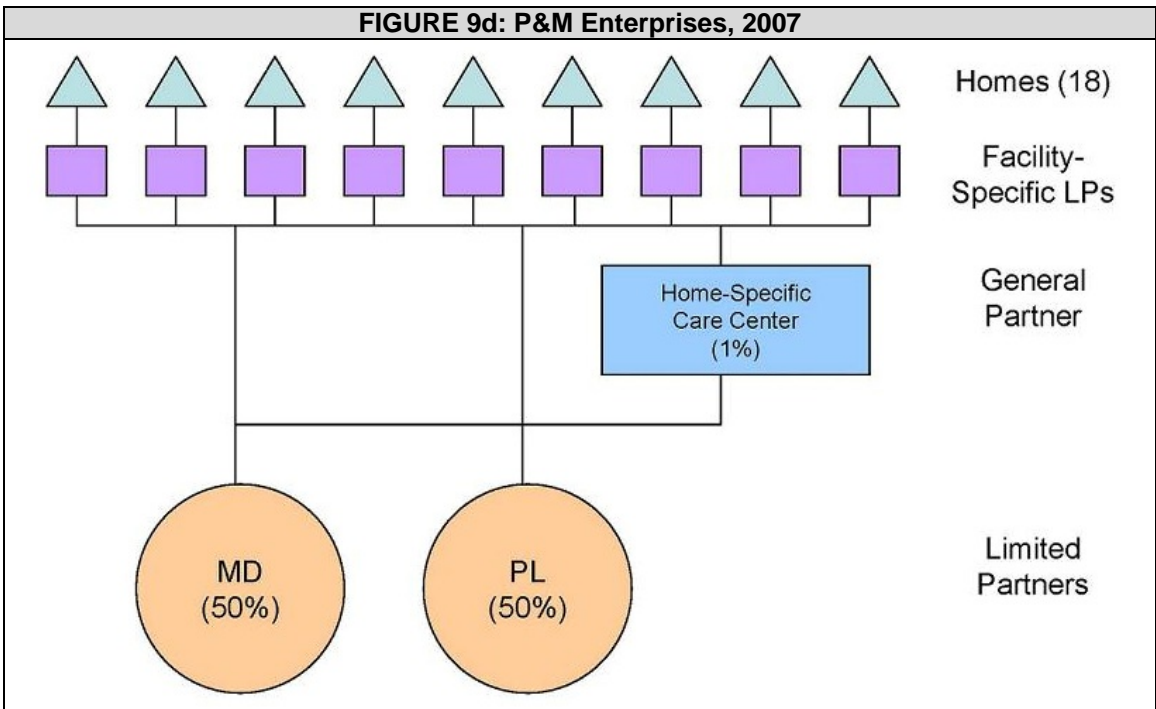 FIGURE 9d: P&M Enterprises, 2007
Homes (18)
Facility-
Specific LPs
Home-Specific
Care Center
(1%)
General
Partner
MD
(50%)
PL
(50%)
Limited
Partners